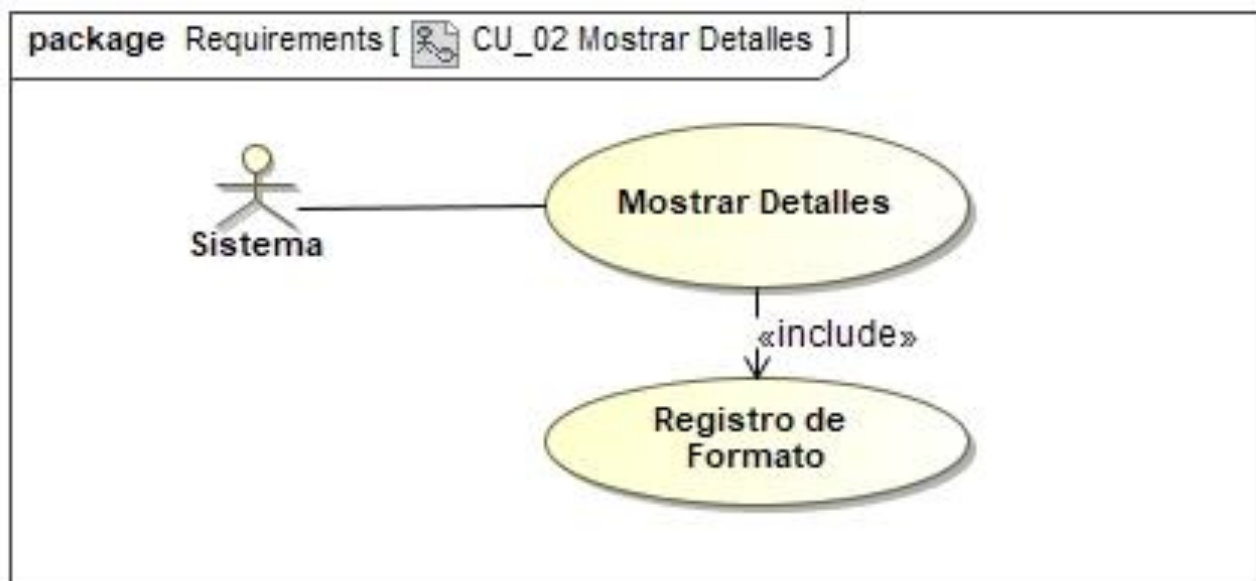 package Requirements [ CU_02 Mostrar Detalles ]
Mostrar Detalles
Sistema
«include»
Registro de
Formato